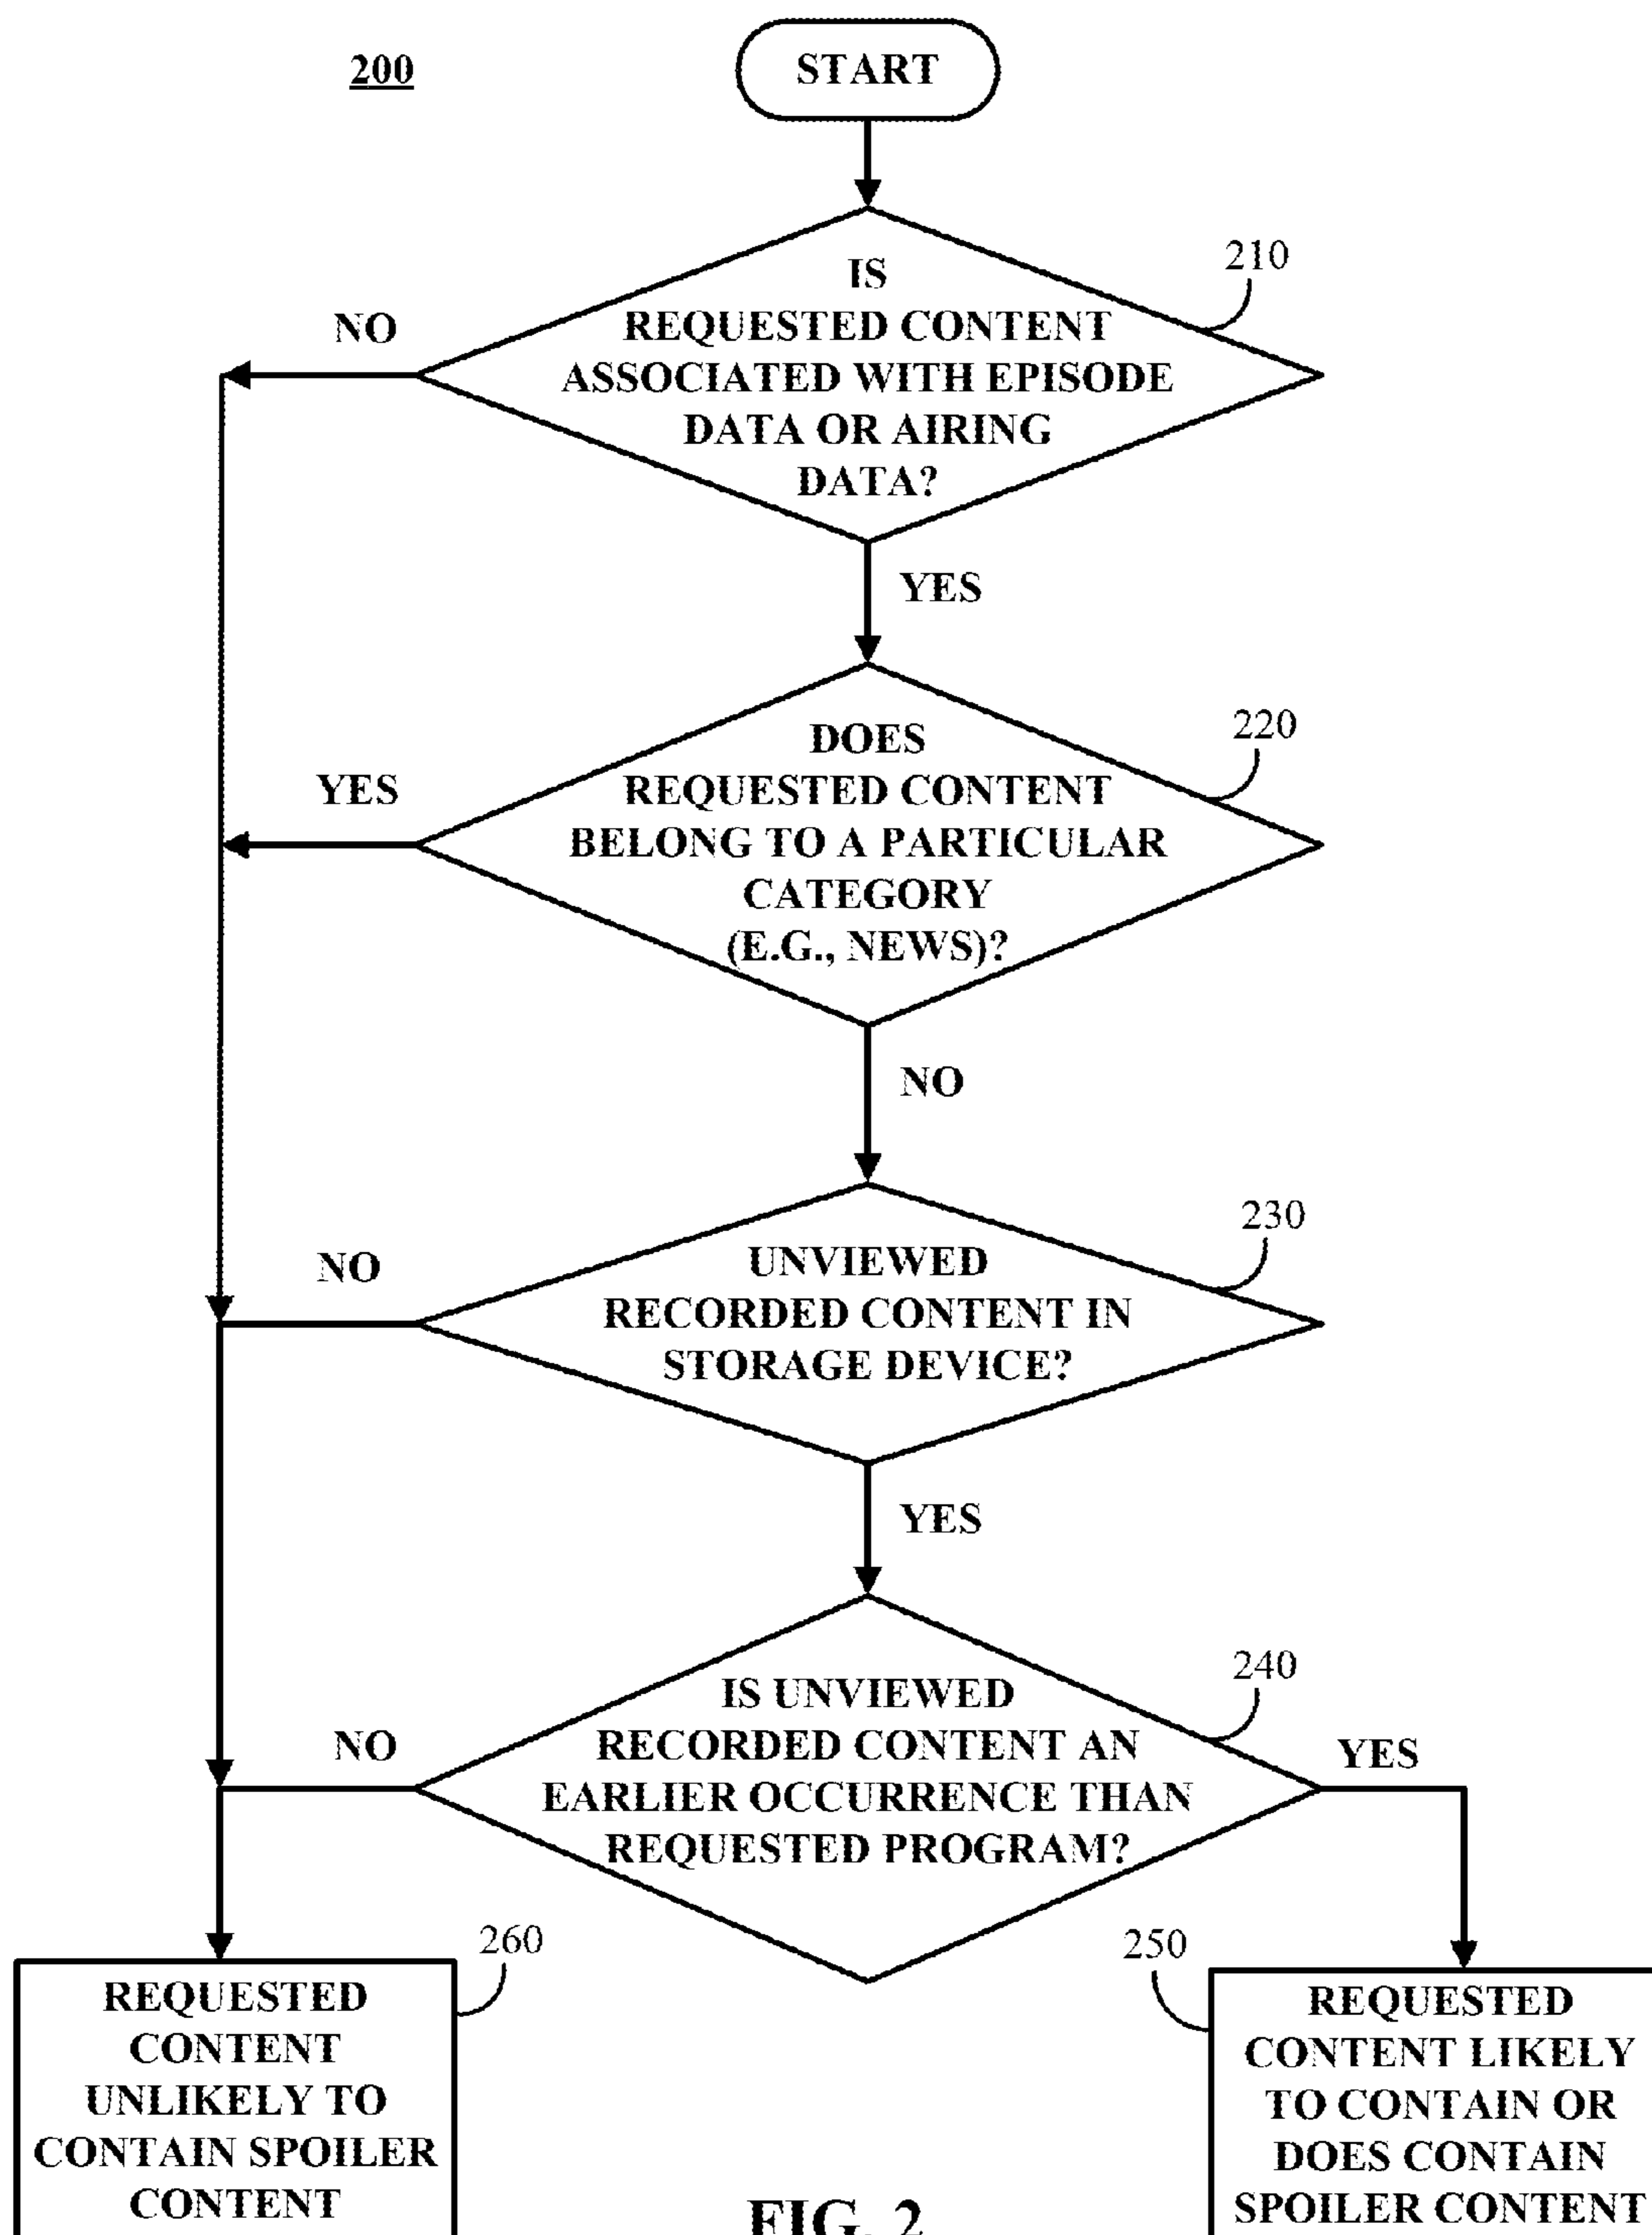 200
START
IS
REQUESTED CONTENT
ASSOCIATED WITH EPISODE
DATA OR AIRING
DATA?
210
NO
YES
DOES
REQUESTED CONTENT
BELONG TO A PARTICULAR
CATEGORY
(E.G., NEWS)?
220
YES
NO
UNVIEWED
RECORDED CONTENT IN
STORAGE DEVICE?
230
NO
YES
IS UNVIEWED
RECORDED CONTENT AN
EARLIER OCCURRENCE THAN
REQUESTED PROGRAM?
240
NO
YES
260
REQUESTED
CONTENT
UNLIKELY TO
CONTAIN SPOILER
CONTENT
250
REQUESTED
CONTENT LIKELY
TO CONTAIN OR
DOES CONTAIN
SPOILER CONTENT
FIG. 2